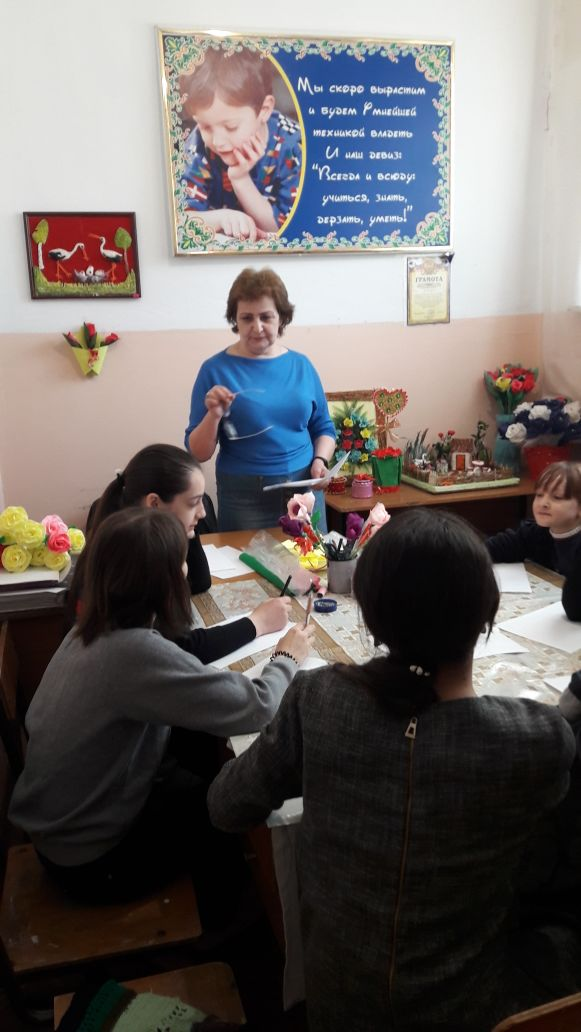 Мы скоро вырастим
и будем Умнейшей
техникой владеть
И наш девиз:
"Всегда и всюду:
учиться, знать,
дерзать, уметь!"
ГРАМОТА